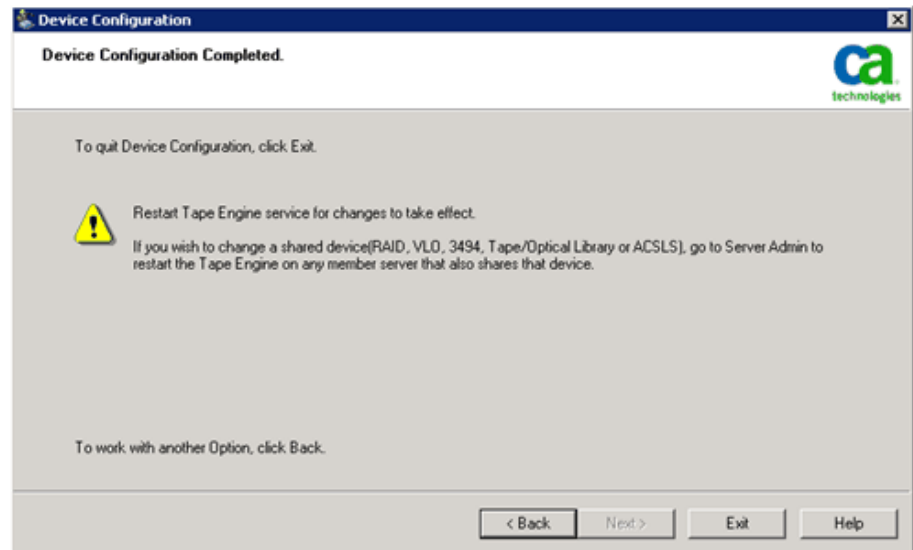 Device Configuration
Device Configuration Completed.
ca
technologies
To quit Device Configuration, click Exit.
Restart Tape Engine service for changes to take effect.
If you wish to change a shared device(RAID, VLO, 3494, Tape/Optical Library or ACSLS), go to Server Admin to
restart the Tape Engine on any member server that also shares that device.
To work with another Option, click Back.
< Back
Next >
Exit
Help